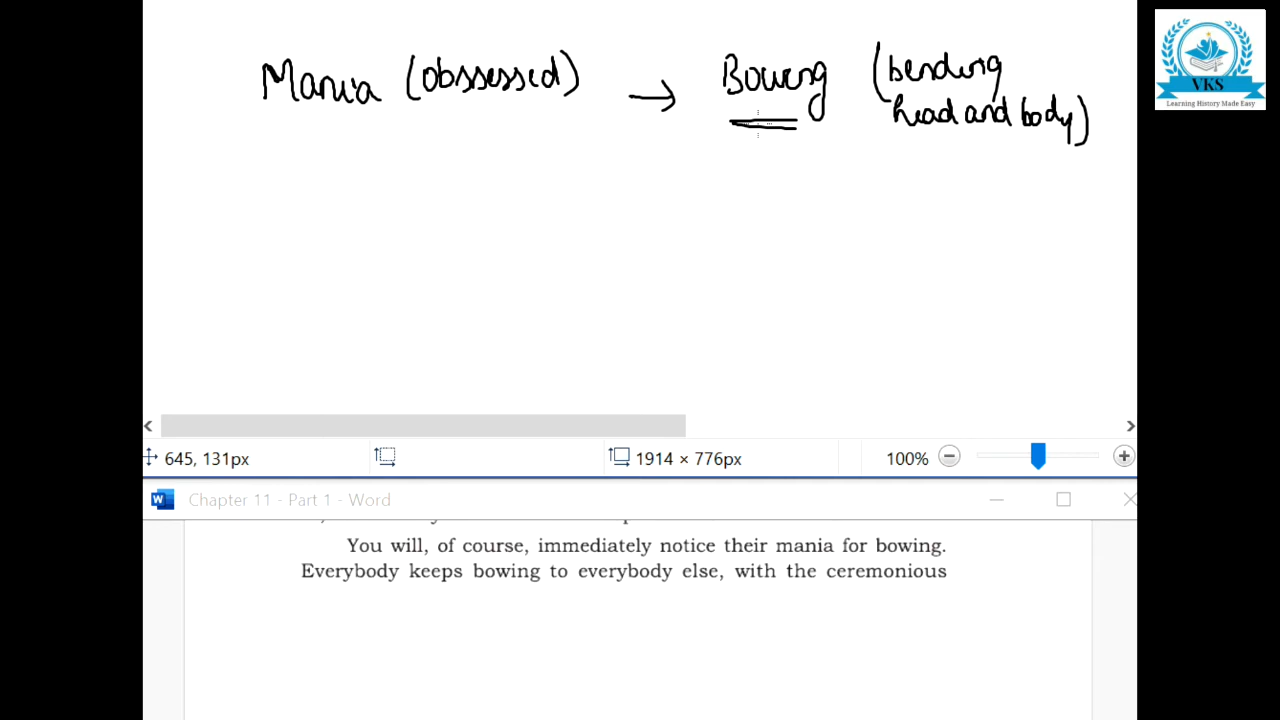 Mania (obssessed) → Bowing (bending
head and body)
VKS
Learning History Made Easy
645, 131px
1914 × 776px
100%
Chapter 11 - Part 1 - Word
You will, of course, immediately notice their mania for bowing.
Everybody keeps bowing to everybody else, with the ceremonious